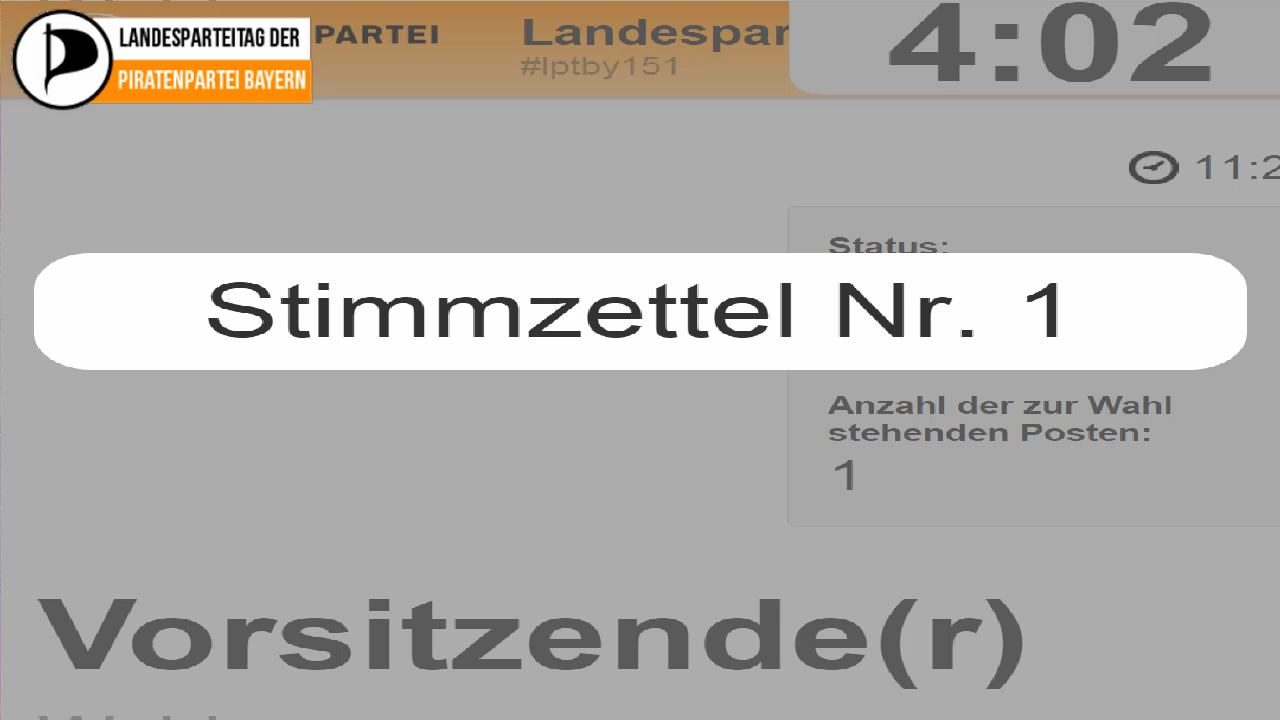 LANDESPARTEITAG DER
PIRATENPARTEI BAYERN
PARTEI
Landespar
#lptby151
4:02
11:2
Status:
Stimmzettel Nr. 1
Anzahl der zur Wahl
stehenden Posten:
1
Vorsitzende(r)